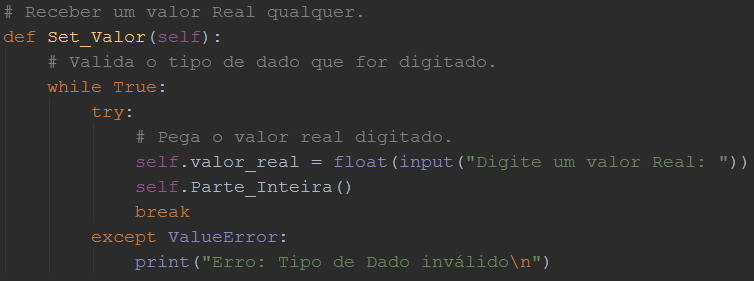 # Receber um valor Real qualquer.
def Set_Valor(self):
    # Valida o tipo de dado que for digitado.
    while True:
        try:
            # Pega o valor real digitado.
            self.valor_real = float(input("Digite um valor Real: "))
            self.Parte_Inteira()
            break
        except ValueError:
            print("Erro: Tipo de Dado inválido\n")